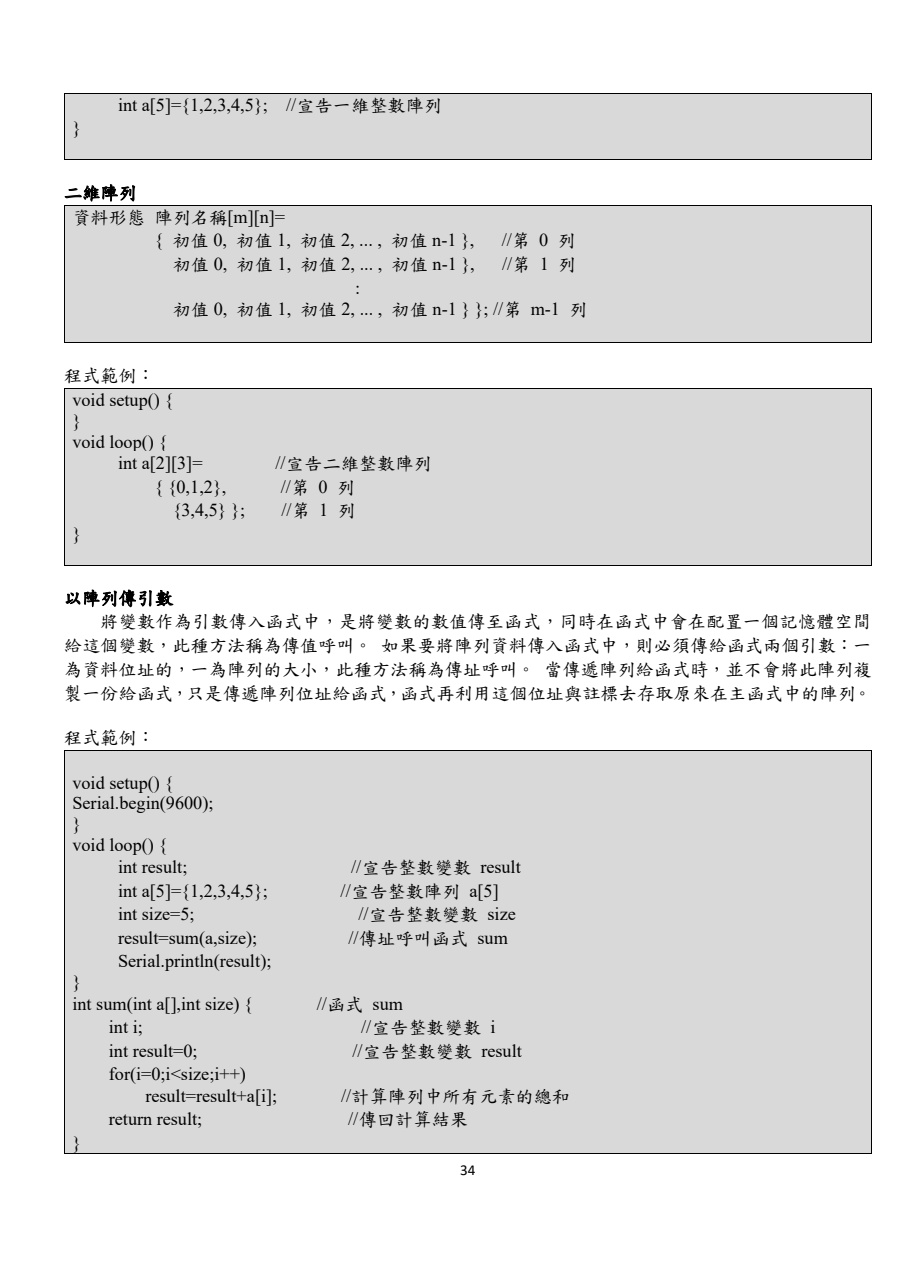 int a[5]={1,2,3,4,5}; //宣告一維整數陣列
}
二維陣列
資料形態 陣列名稱[m][n]=
{ 初值 0, 初值 1, 初值 2, ... , 初值 n-1 }, //第 0 列
初值 0, 初值 1, 初值 2, ... , 初值 n-1 }, //第 1 列
:
初值 0, 初值 1, 初值 2, ... , 初值 n-1 } }; //第 m-1 列
程式範例：
void setup() {
}
void loop() {
int a[2][3]= //宣告二維整數陣列
{ {0,1,2}, //第 0 列
{3,4,5} }; //第 1 列
}
以陣列傳引數
將變數作為引數傳入函式中，是將變數的數值傳至函式，同時在函式中會在配置一個記憶體空間
給這個變數，此種方法稱為傳值呼叫。 如果要將陣列資料傳入函式中，則必須傳給函式兩個引數：一
為資料位址的，一為陣列的大小，此種方法稱為傳址呼叫。 當傳遞陣列給函式時，並不會將此陣列複
製一份給函式，只是傳遞陣列位址給函式，函式再利用這個位址與註標去存取原來在主函式中的陣列。
程式範例：
void setup() {
Serial.begin(9600);
}
void loop() {
int result; //宣告整數變數 result
int a[5]={1,2,3,4,5}; //宣告整數陣列 a[5]
int size=5; //宣告整數變數 size
result=sum(a,size); //傳址呼叫函式 sum
Serial.println(result);
}
int sum(int a[],int size) { //函式 sum
int i; //宣告整數變數 i
int result=0; //宣告整數變數 result
for(i=0;i<size;i++)
result=result+a[i]; //計算陣列中所有元素的總和
return result; //傳回計算結果
}
34